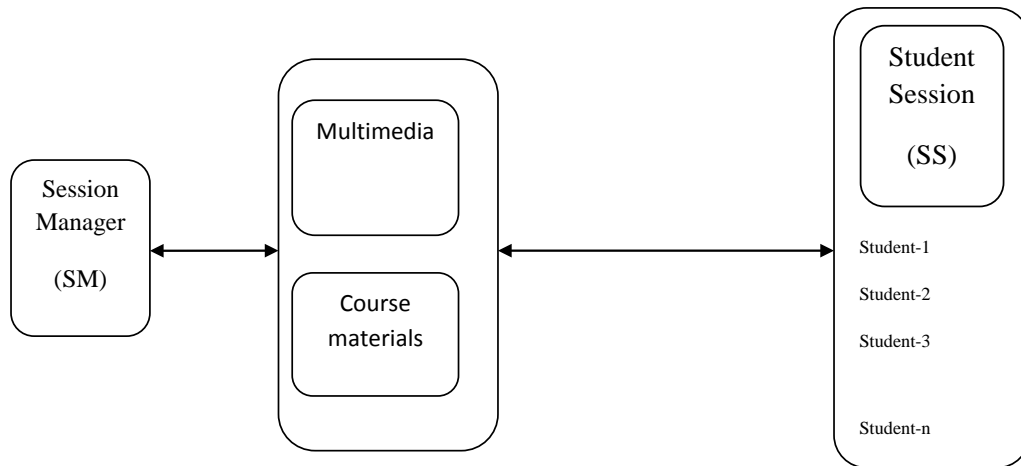 Session
Manager
(SM)
Multimedia
Course
materials
Student
Session
(SS)
Student-1
Student-2
Student-3
Student-n